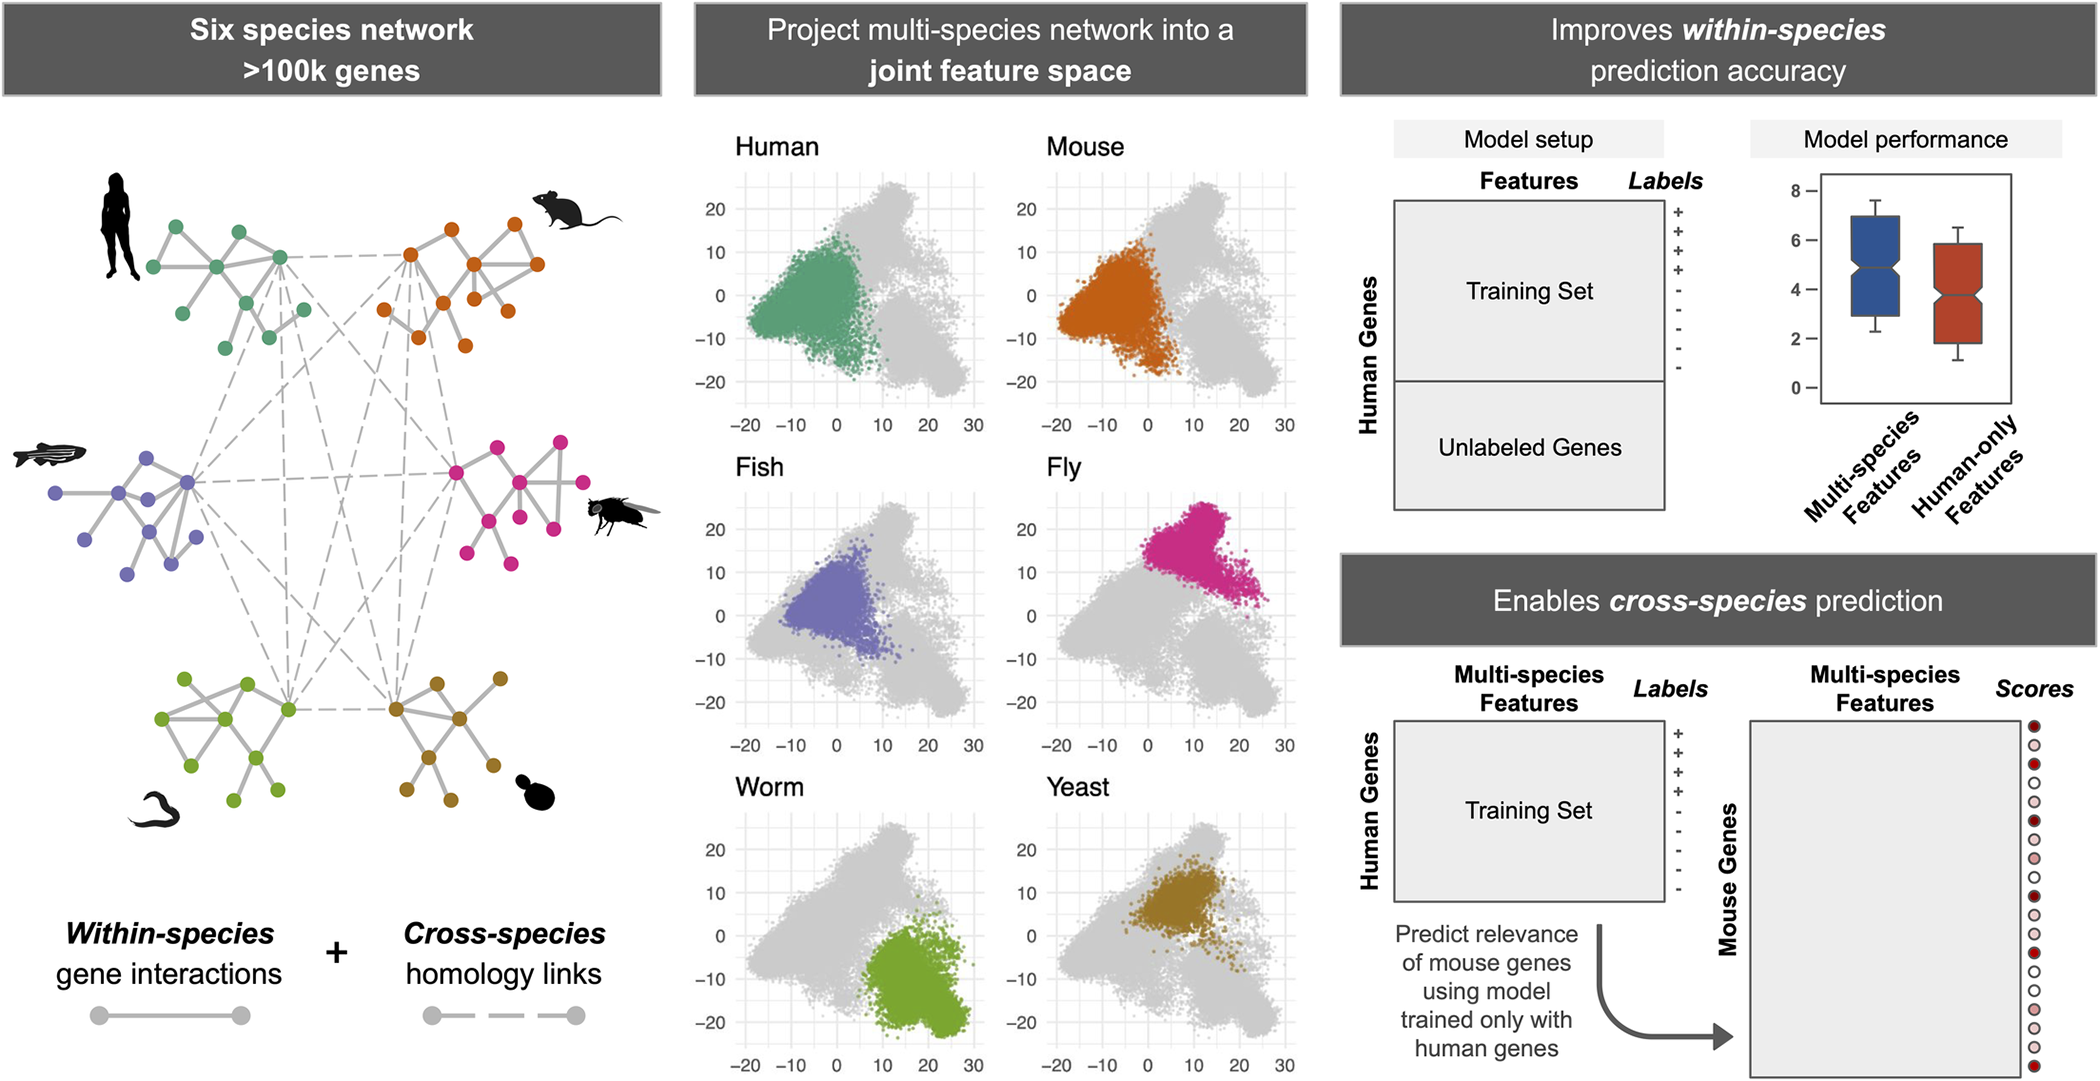 Six species network
>100k genes
Within-species
gene interactions
+
Cross-species
homology links
Project multi-species network into a
joint feature space
Human
20
10
0
−10
−20
−20 −10 0 10 20 30
Mouse
20
10
0
−10
−20
−20 −10 0 10 20 30
Fish
20
10
0
−10
−20
−20 −10 0 10 20 30
Fly
20
10
0
−10
−20
−20 −10 0 10 20 30
Worm
20
10
0
−10
−20
−20 −10 0 10 20 30
Yeast
20
10
0
−10
−20
−20 −10 0 10 20 30
Improves within-species
prediction accuracy
Model setup
Features
Labels
Human Genes
Training Set
Unlabeled Genes
+
+
+
+
-
-
-
-
-
Model performance
8
6
4
2
0
Multi-species
Features
Human-only
Features
Enables cross-species prediction
Multi-species
Features
Labels
Human Genes
Training Set
+
+
+
+
-
-
-
-
-
Predict relevance
of mouse genes
using model
trained only with
human genes
Multi-species
Features
Scores
Mouse Genes